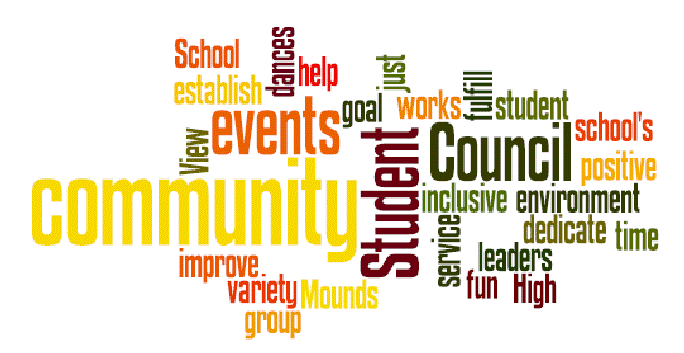 School
dances
help
just
establish
goal
works
fulfill
student
View
events
Student
Council
school's
positive
community
inclusive
environment
dedicate
time
service
leaders
improve
variety
Mounds
fun
High
group